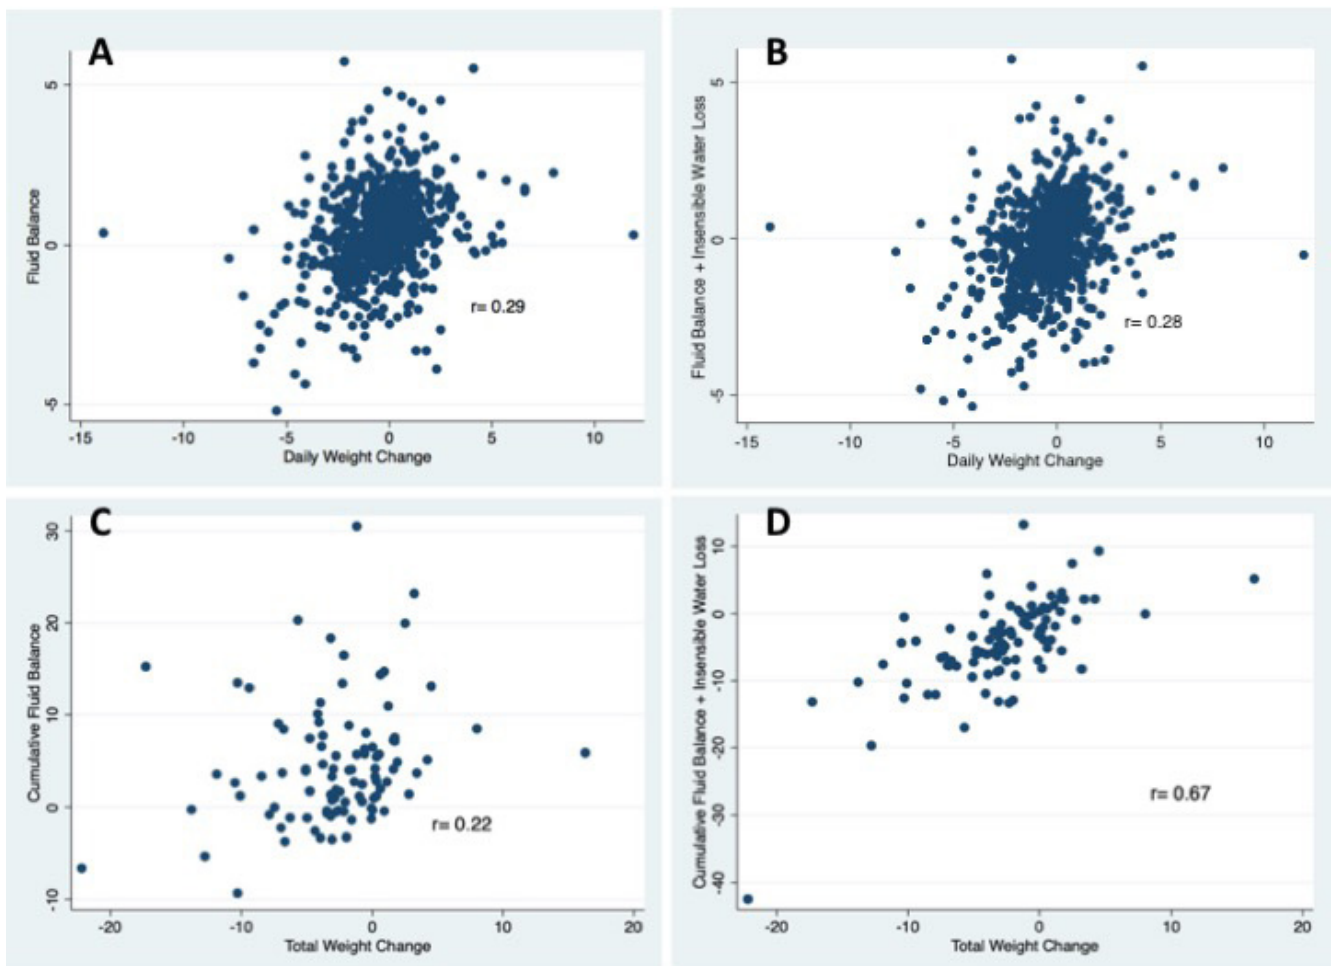 A
Fluid Balance
5
0
-5
r= 0.29
-15
-10
-5
0
5
10
Daily Weight Change
B
Fluid Balance + Insensible Water Loss
5
0
-5
r= 0.28
-15
-10
-5
0
5
10
Daily Weight Change
C
Cumulative Fluid Balance
30
20
10
0
-10
r= 0.22
-20
-10
0
10
20
Total Weight Change
D
Cumulative Fluid Balance + Insensible Water Loss
10
0
-10
-20
-30
-40
r= 0.67
-20
-10
0
10
20
Total Weight Change